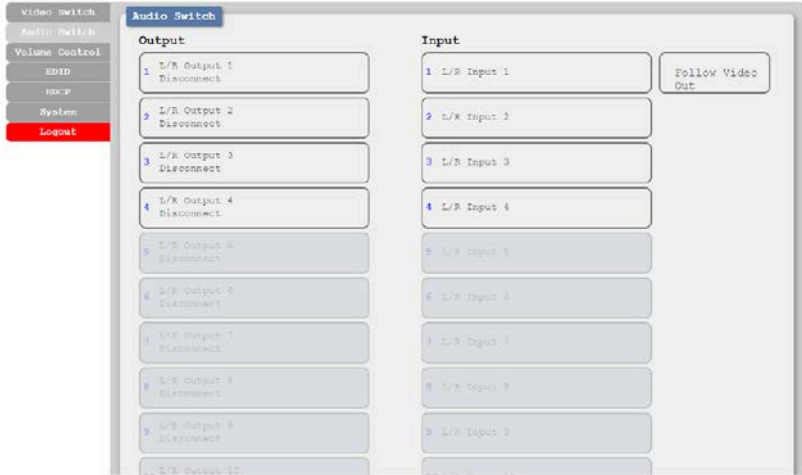 Video Switch
Audio Switch
Volume Control
EDID
HDCP
System
Logout
Audio Switch
Output
Input
1 L/R Output 1
Disconnect
1 L/R Input 1
Follow Video
Out
2 L/R Output 2
Disconnect
2 L/R Input 2
3 L/R Output 3
Disconnect
3 L/R Input 3
4 L/R Output 4
Disconnect
4 L/R Input 4
5 L/R Output 5
Disconnect
5 L/R Input 5
6 L/R Output 6
Disconnect
6 L/R Input 6
7 L/R Output 7
Disconnect
7 L/R Input 7
8 L/R Output 8
Disconnect
8 L/R Input 8
9 L/R Output 9
Disconnect
9 L/R Input 9
L/R Output 10